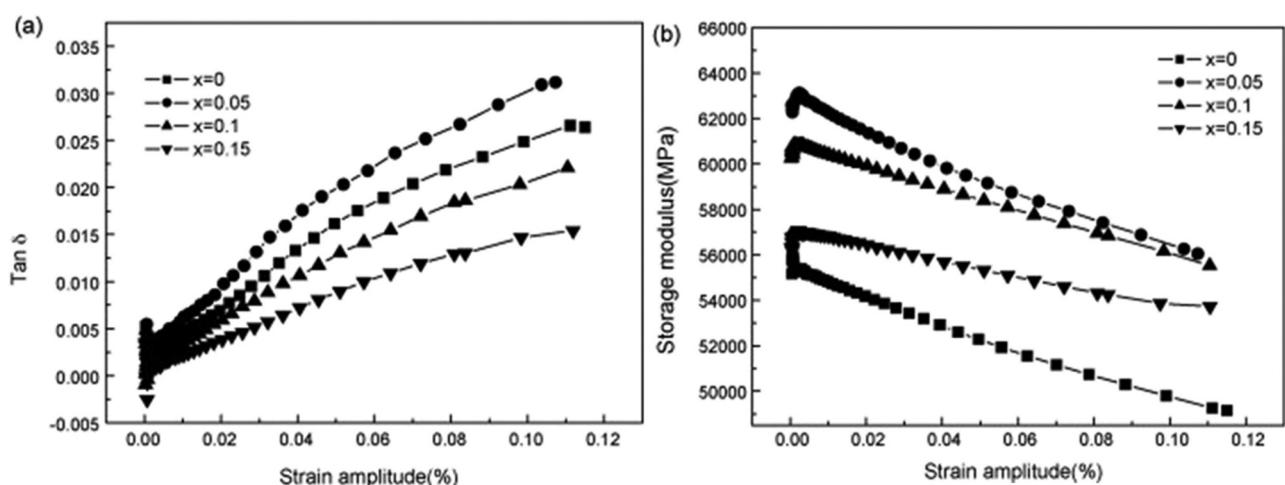 (a)
0.035
0.030
0.025
0.020
0.015
0.010
0.005
0.000
-0.005
Tan δ
x=0
x=0.05
x=0.1
x=0.15
0.00 0.02 0.04 0.06 0.08 0.10 0.12
Strain amplitude(%)
(b)
66000
64000
62000
60000
58000
56000
54000
52000
50000
Storage modulus(MPa)
x=0
x=0.05
x=0.1
x=0.15
0.00 0.02 0.04 0.06 0.08 0.10 0.12
Strain amplitude(%)